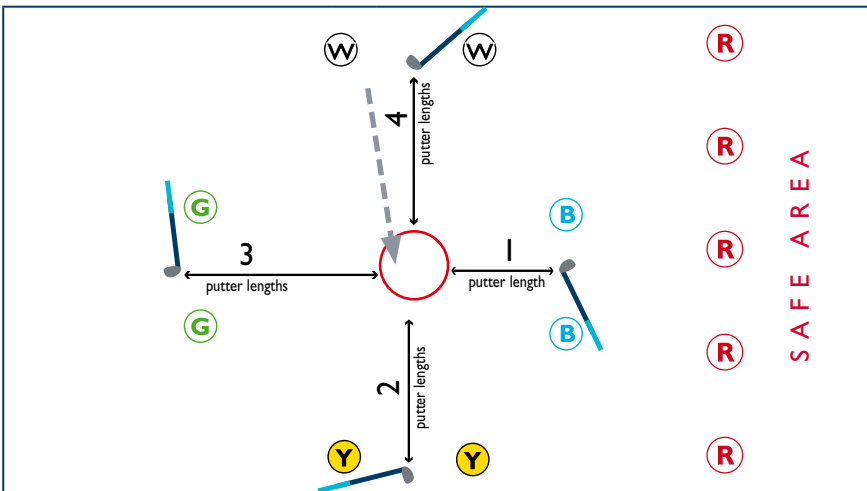 W
W
R
4
putter lengths
R
G
B
3
putter lengths
1
putter length
R
SAFE AREA
G
B
R
2
putter lengths
Y
Y
R